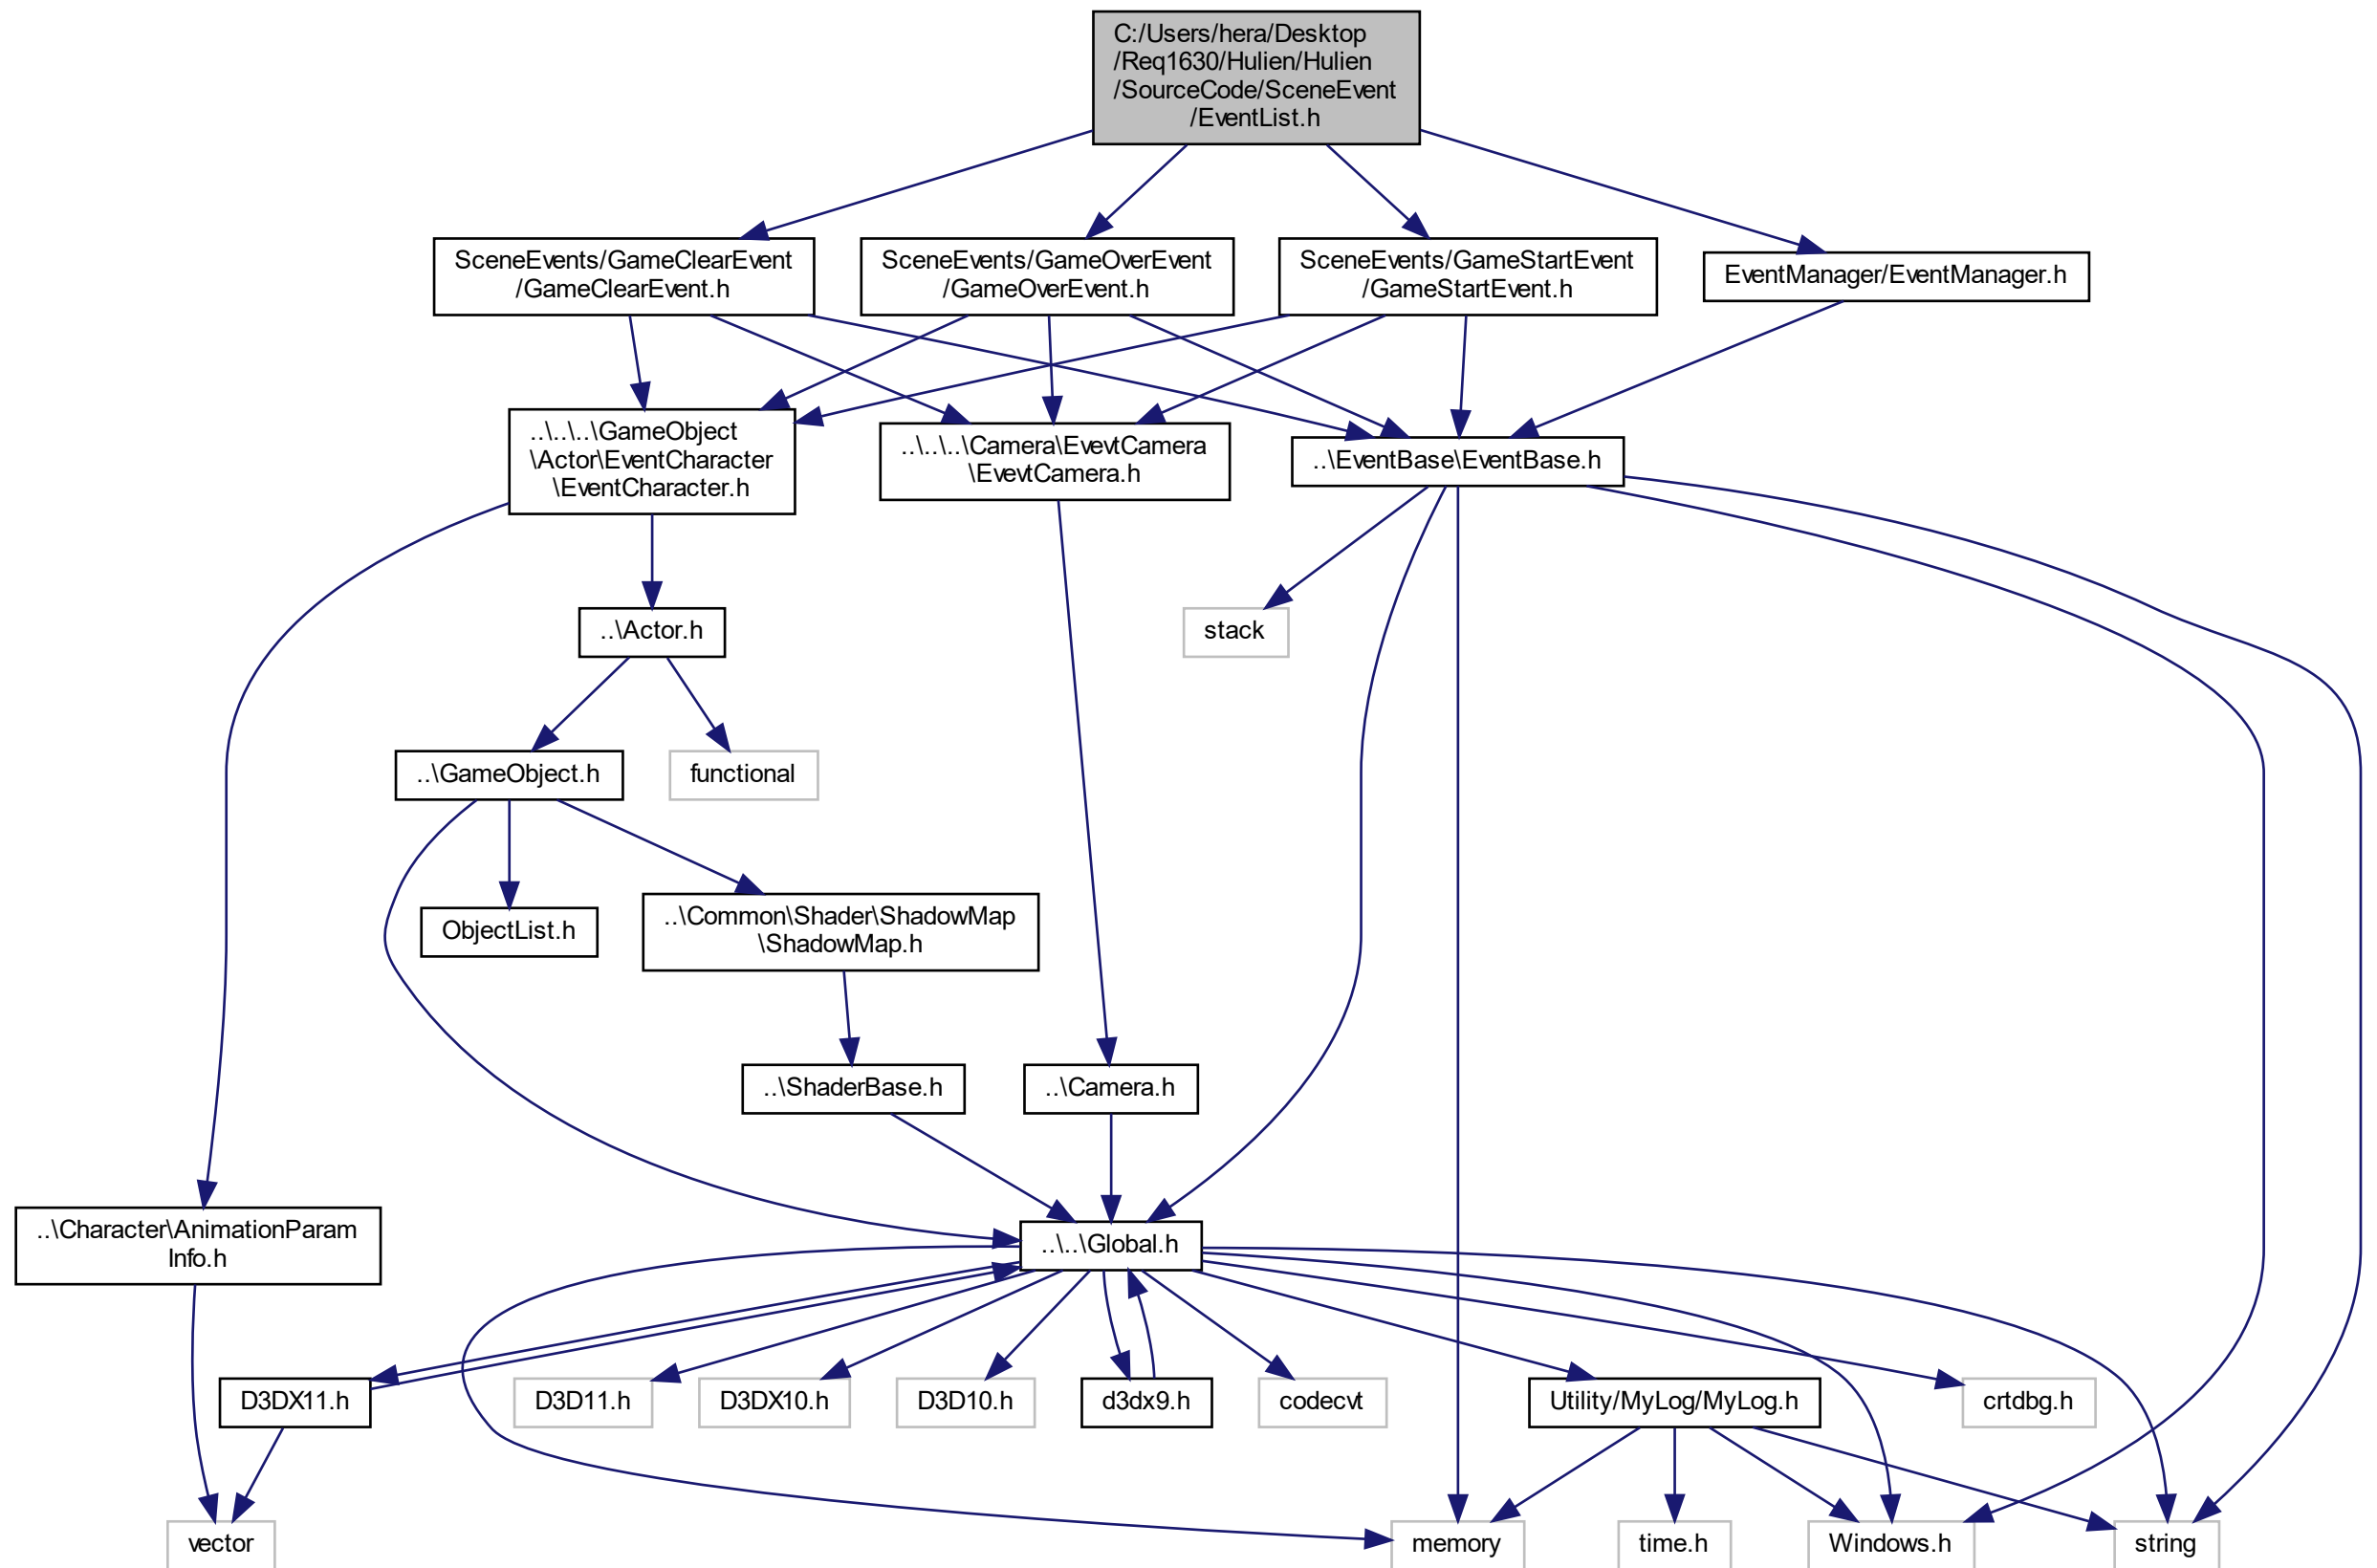 C:/Users/hera/Desktop
/Req1630/Hulien/Hulien
/SourceCode/SceneEvent
/EventList.h
SceneEvents/GameClearEvent
/GameClearEvent.h
SceneEvents/GameOverEvent
/GameOverEvent.h
SceneEvents/GameStartEvent
/GameStartEvent.h
EventManager/EventManager.h
..\..\..\GameObject
\Actor\EventCharacter
\EventCharacter.h
..\..\..\Camera\EvevtCamera
\EvevtCamera.h
..\EventBase\EventBase.h
..\Actor.h
stack
..\GameObject.h
functional
ObjectList.h
..\Common\Shader\ShadowMap
\ShadowMap.h
..\ShaderBase.h
..\Camera.h
..\Character\AnimationParam
Info.h
..\..\Global.h
D3DX11.h
D3D11.h
D3DX10.h
D3D10.h
d3dx9.h
codecvt
Utility/MyLog/MyLog.h
crtdbg.h
vector
memory
time.h
Windows.h
string